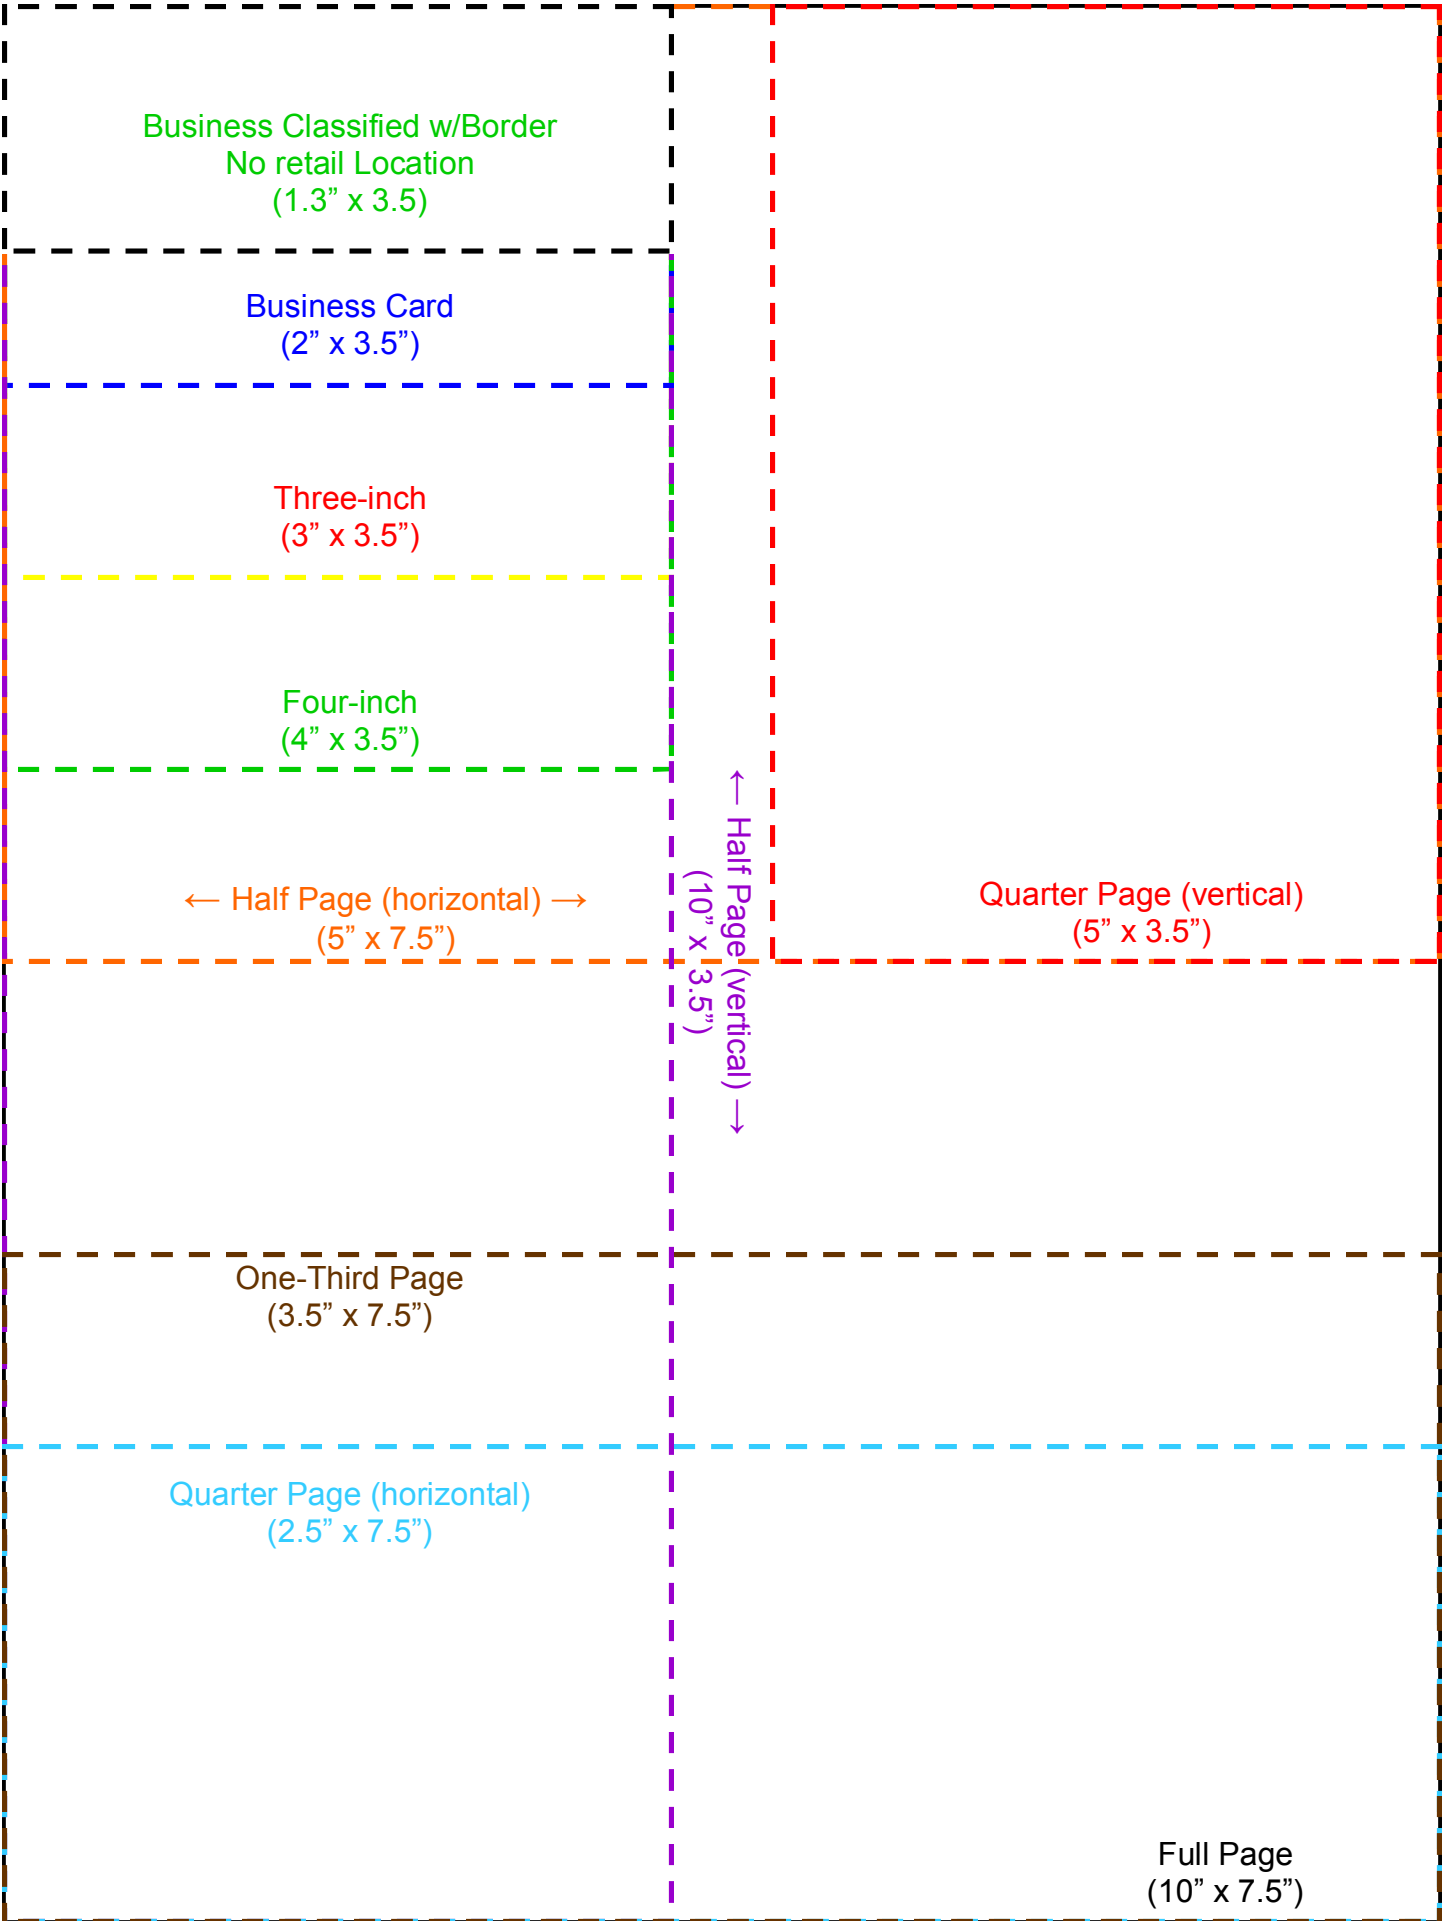 Business Classified w/Border
No retail Location
(1.3” x 3.5)
Business Card
(2” x 3.5”)
Three-inch
(3” x 3.5”)
Four-inch
(4” x 3.5”)
← Half Page (horizontal) →
(5” x 7.5”)
← Half Page (vertical) →
(10” x 3.5”)
Quarter Page (vertical)
(5” x 3.5”)
One-Third Page
(3.5” x 7.5”)
Quarter Page (horizontal)
(2.5” x 7.5”)
Full Page
(10” x 7.5”)